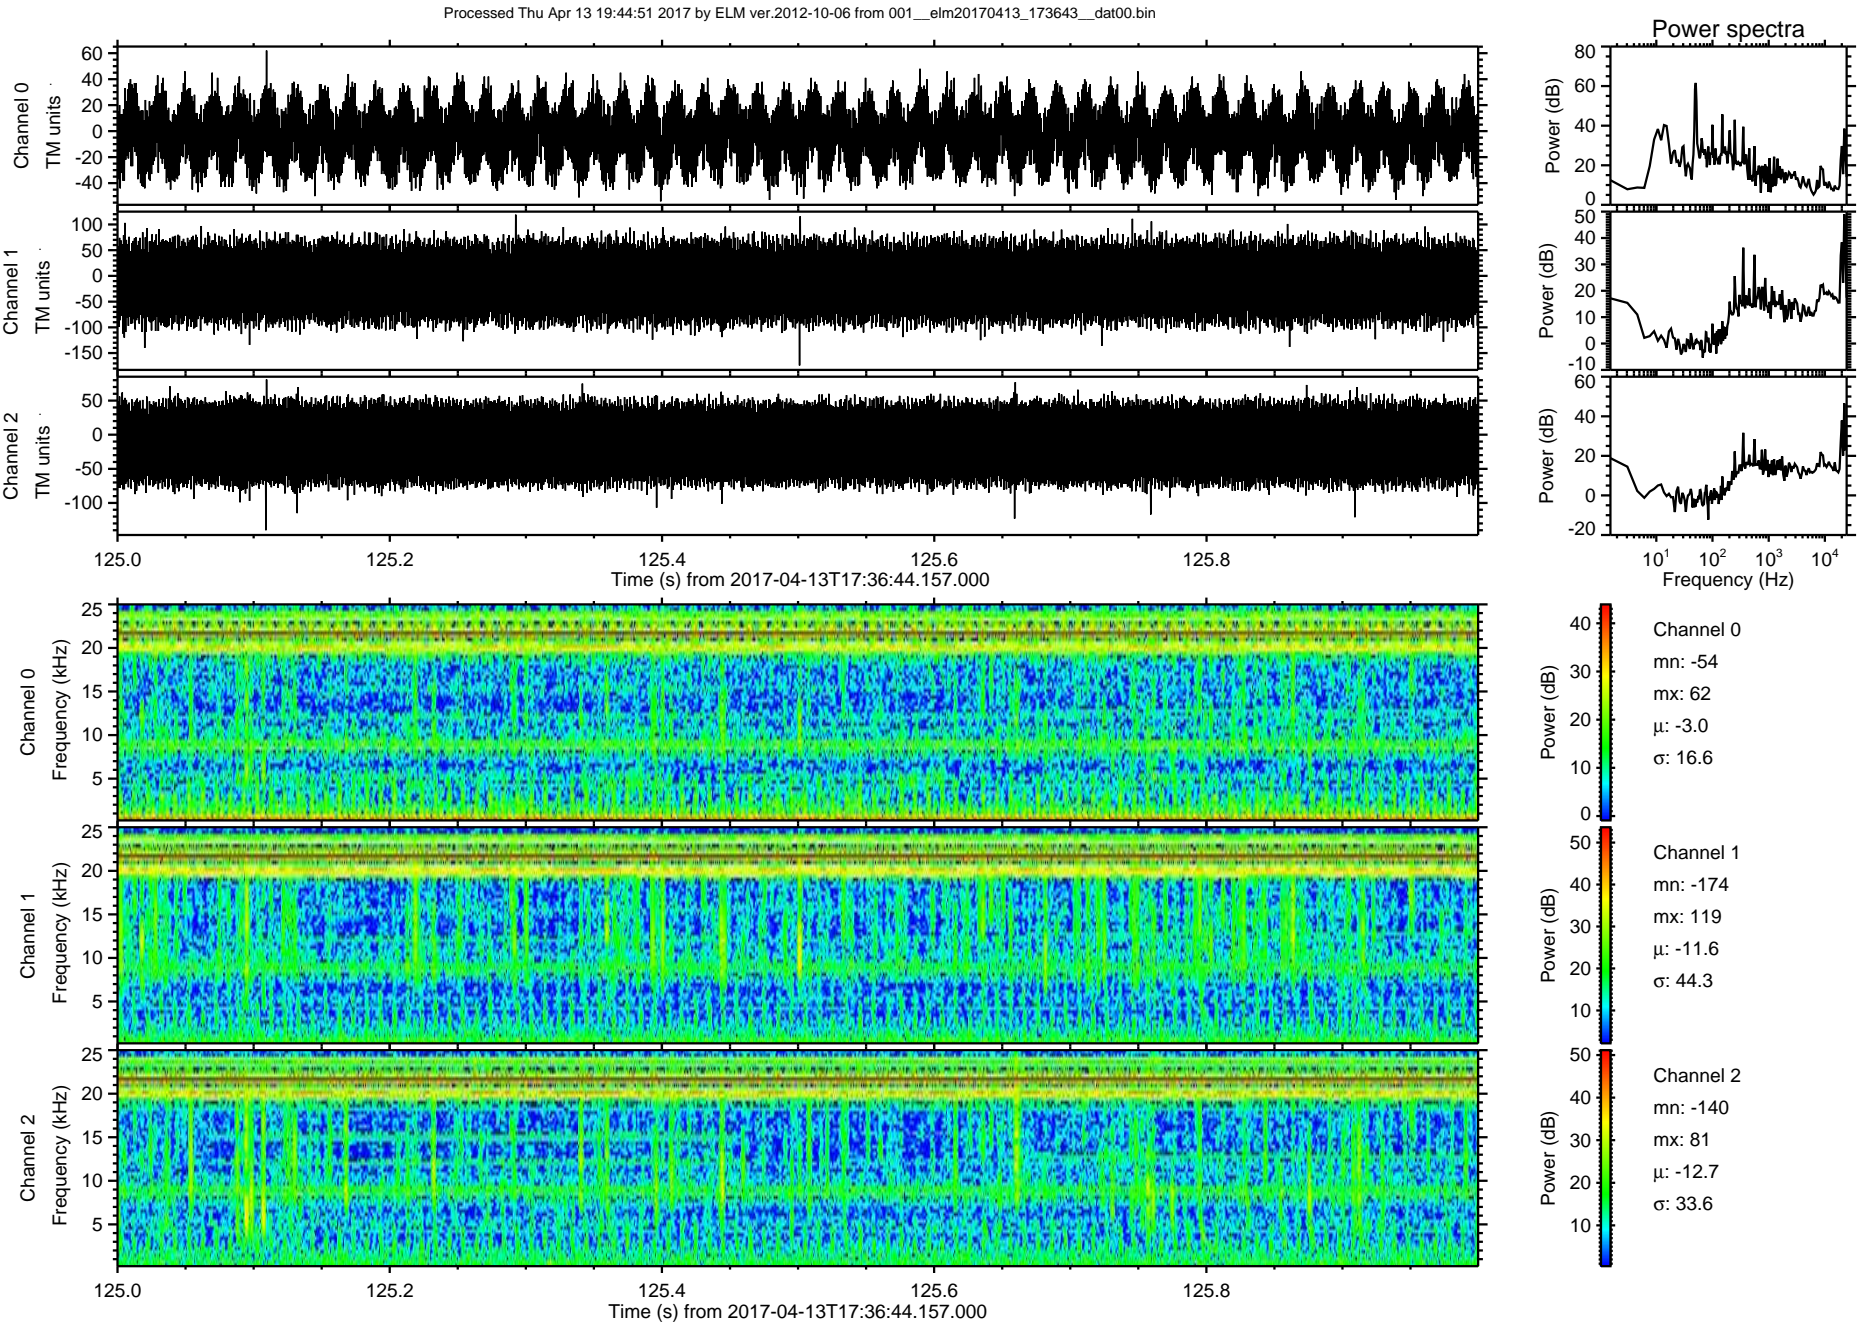 Processed Thu Apr 13 19:44:51 2017 by ELM ver.2012-10-06 from 001__elm20170413_173643__dat00.bin
Power spectra
Channel 0
TM units
60
40
20
0
-20
-40
Power (dB)
80
60
40
20
0
Channel 1
TM units
100
50
0
-50
-100
-150
Power (dB)
50
40
30
20
10
0
-10
Channel 2
TM units
50
0
-50
-100
Power (dB)
60
40
20
0
-20
125.0 125.2 125.4 125.6 125.8
Time (s) from 2017-04-13T17:36:44.157.000
10^1 10^2 10^3 10^4
Frequency (Hz)
Channel 0
Frequency (kHz)
25
20
15
10
5
Power (dB)
40
30
20
10
0
Channel 0
mn: -54
mx: 62
μ: -3.0
σ: 16.6
Channel 1
Frequency (kHz)
25
20
15
10
5
Power (dB)
50
40
30
20
10
Channel 1
mn: -174
mx: 119
μ: -11.6
σ: 44.3
Channel 2
Frequency (kHz)
25
20
15
10
5
Power (dB)
50
40
30
20
10
Channel 2
mn: -140
mx: 81
μ: -12.7
σ: 33.6
125.0 125.2 125.4 125.6 125.8
Time (s) from 2017-04-13T17:36:44.157.000